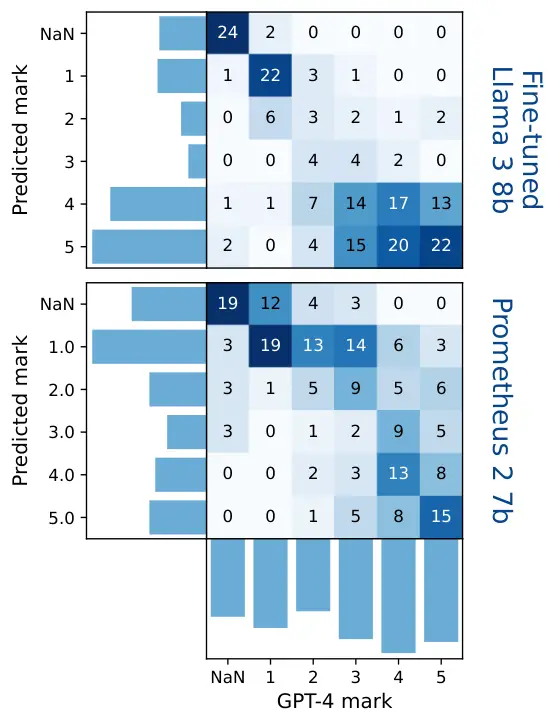 NaN 24 2 0 0 0 0
1 1 22 3 1 0 0
2 0 6 3 2 1 2
3 0 0 4 4 2 0
4 1 1 7 14 17 13
5 2 0 4 15 20 22
Predicted mark
Fine-tuned
Llama 3 8b
NaN 19 12 4 3 0 0
1.0 3 19 13 14 6 3
2.0 3 1 5 9 5 6
3.0 3 0 1 2 9 5
4.0 0 0 2 3 13 8
5.0 0 0 1 5 8 15
Predicted mark
Prometheus 2 7b
NaN 1 2 3 4 5
GPT-4 mark